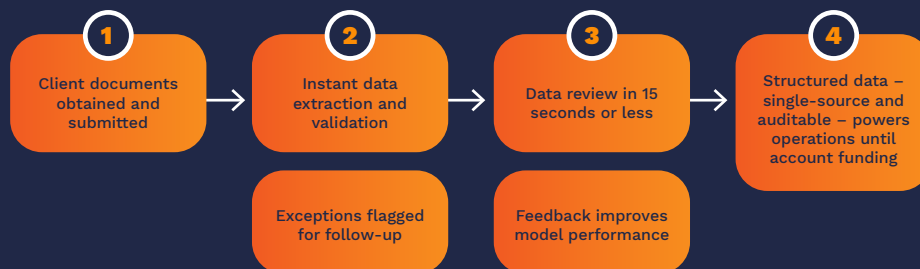 1
Client documents
obtained and
submitted
2
Instant data
extraction and
validation
Exceptions flagged
for follow-up
3
Data review in 15
seconds or less
Feedback improves
model performance
4
Structured data –
single-source and
auditable – powers
operations until
account funding